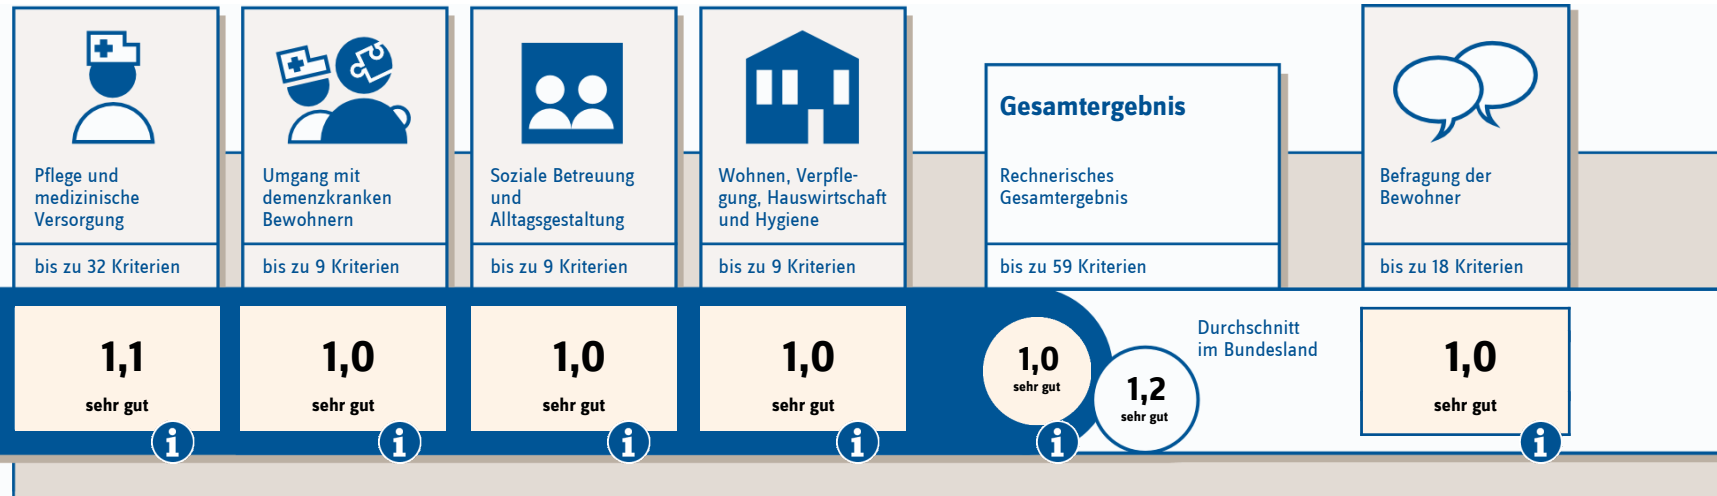 Pflege und
medizinische
Versorgung
bis zu 32 Kriterien
1,1
sehr gut
Umgang mit
demenzkranken
Bewohnern
bis zu 9 Kriterien
1,0
sehr gut
Soziale Betreuung
und
Alltagsgestaltung
bis zu 9 Kriterien
1,0
sehr gut
Wohnen, Verpfle-
gung, Hauswirtschaft
und Hygiene
bis zu 9 Kriterien
1,0
sehr gut
Gesamtergebnis
Rechnerisches
Gesamtergebnis
bis zu 59 Kriterien
1,0
sehr gut
1,2
sehr gut
Durchschnitt
im Bundesland
Befragung der
Bewohner
bis zu 18 Kriterien
1,0
sehr gut